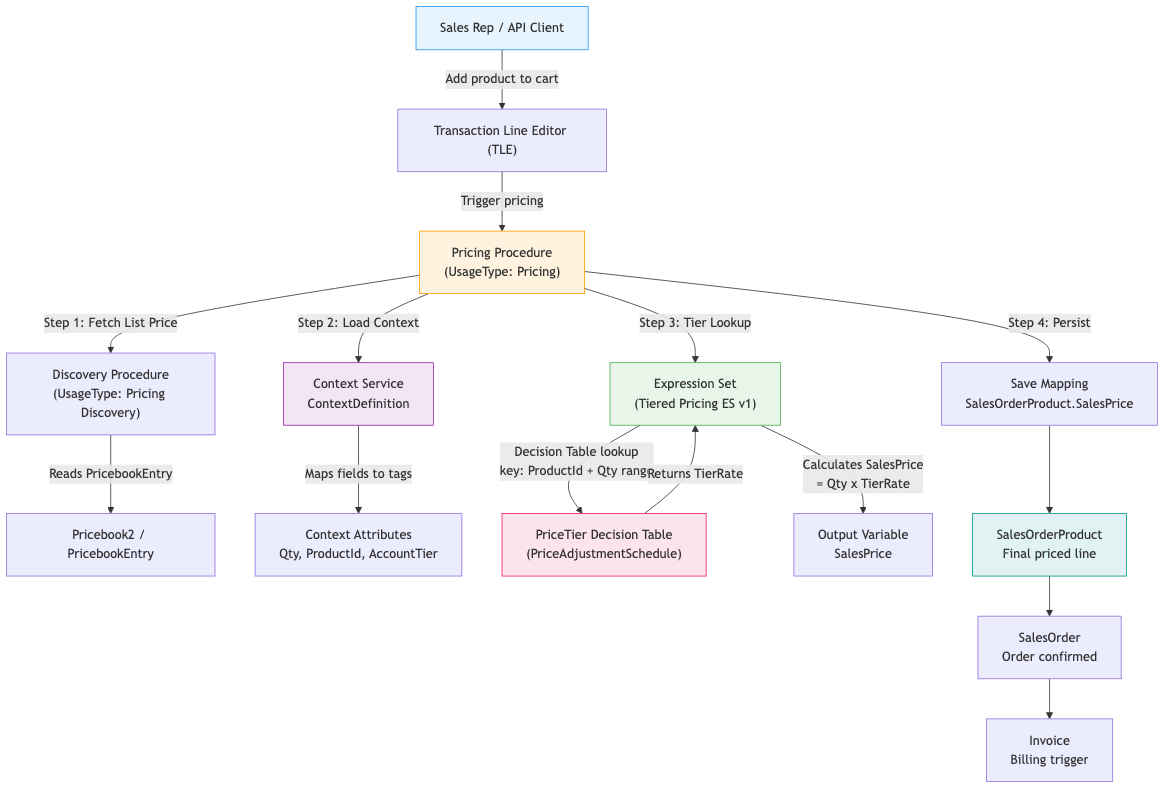 Sales Rep / API Client
Add product to cart
Transaction Line Editor
(TLE)
Trigger pricing
Pricing Procedure
(UsageType: Pricing)
Step 1: Fetch List Price
Step 2: Load Context
Step 3: Tier Lookup
Step 4: Persist
Discovery Procedure
(UsageType: Pricing
Discovery)
Context Service
ContextDefinition
Expression Set
(Tiered Pricing ES v1)
Save Mapping
SalesOrderProduct.SalesPrice
Reads PricebookEntry
Maps fields to tags
Decision Table lookup
key: ProductId + Qty rang
Returns TierRate
Calculates SalesPrice
= Qty x TierRate
Pricebook2 /
PricebookEntry
Context Attributes
Qty, ProductId, AccountTier
PriceTier Decision Table
(PriceAdjustmentSchedule)
Output Variable
SalesPrice
SalesOrderProduct
Final priced line
SalesOrder
Order confirmed
Invoice
Billing trigger